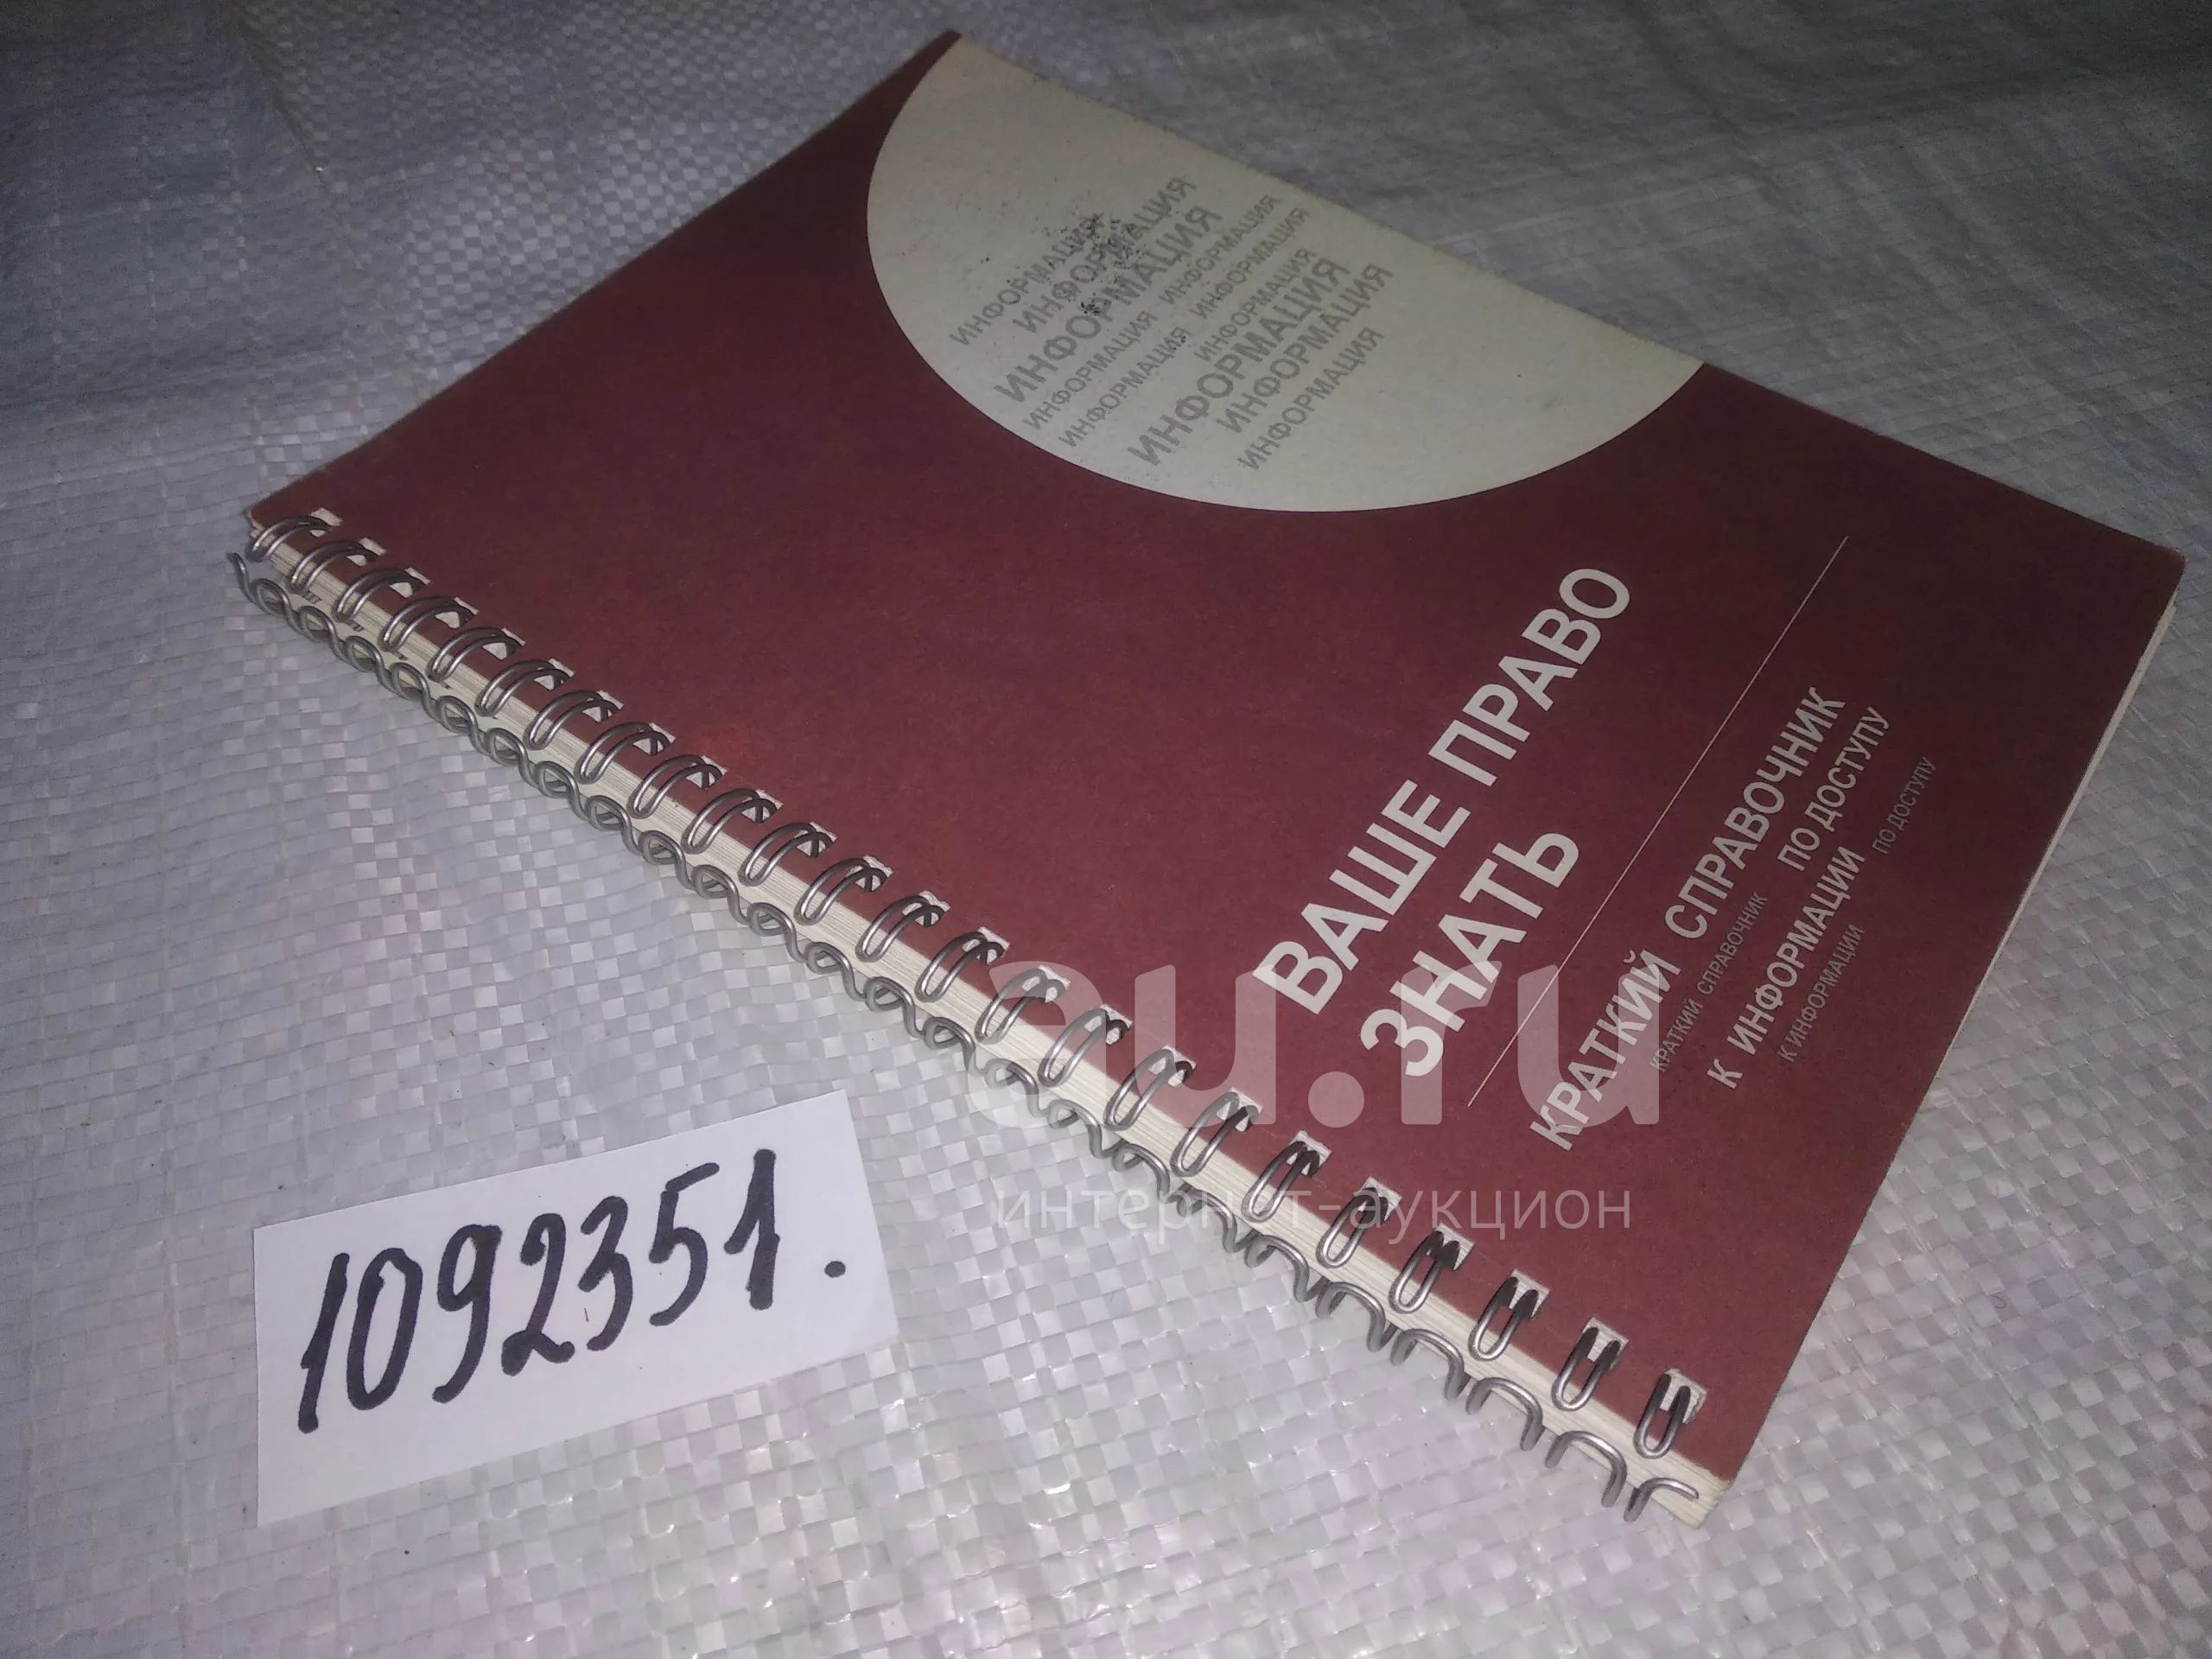 ИНФОРМАЦИЯ
ИНФОРМАЦИЯ
ИНФОРМАЦИЯ
ИНФОРМАЦИЯ ИНФОРМАЦИЯ
ИНФОРМАЦИЯ ИНФОРМАЦИЯ
ИНФОРМАЦИЯ
ИНФОРМАЦИЯ
ИНФОРМАЦИЯ
ИНФОРМАЦИЯ
ВАШЕ ПРАВО
ЗНАТЬ
КРАТКИЙ СПРАВОЧНИК
КРАТКИЙ СПРАВОЧНИК ПО ДОСТУПУ
К ИНФОРМАЦИИ ПО ДОСТУПУ
К ИНФОРМАЦИИ
au.ru
интернет-аукцион
1092351.